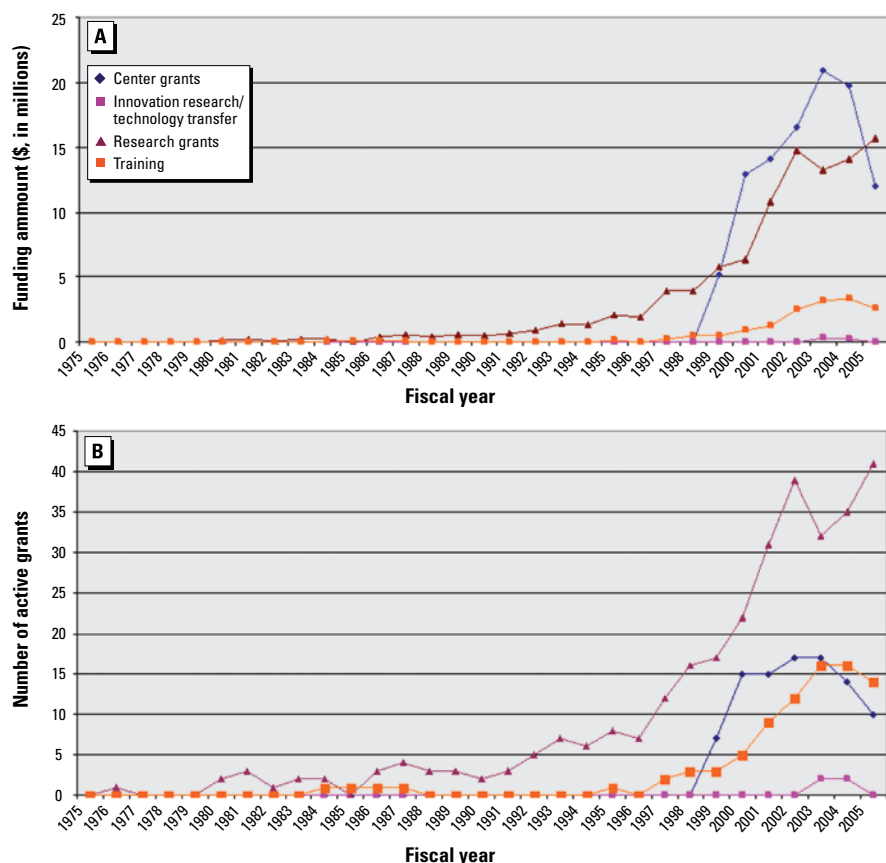 A
Center grants
Innovation research/
technology transfer
Research grants
Training
25
20
15
10
5
0
Funding ammount ($, in millions)
1975 1976 1977 1978 1979 1980 1981 1982 1983 1984 1985 1986 1987 1988 1989 1990 1991 1992 1993 1994 1995 1996 1997 1998 1999 2000 2001 2002 2003 2004 2005
Fiscal year
B
45
40
35
30
25
20
15
10
5
0
Number of active grants
1975 1976 1977 1978 1979 1980 1981 1982 1983 1984 1985 1986 1987 1988 1989 1990 1991 1992 1993 1994 1995 1996 1997 1998 1999 2000 2001 2002 2003 2004 2005
Fiscal year